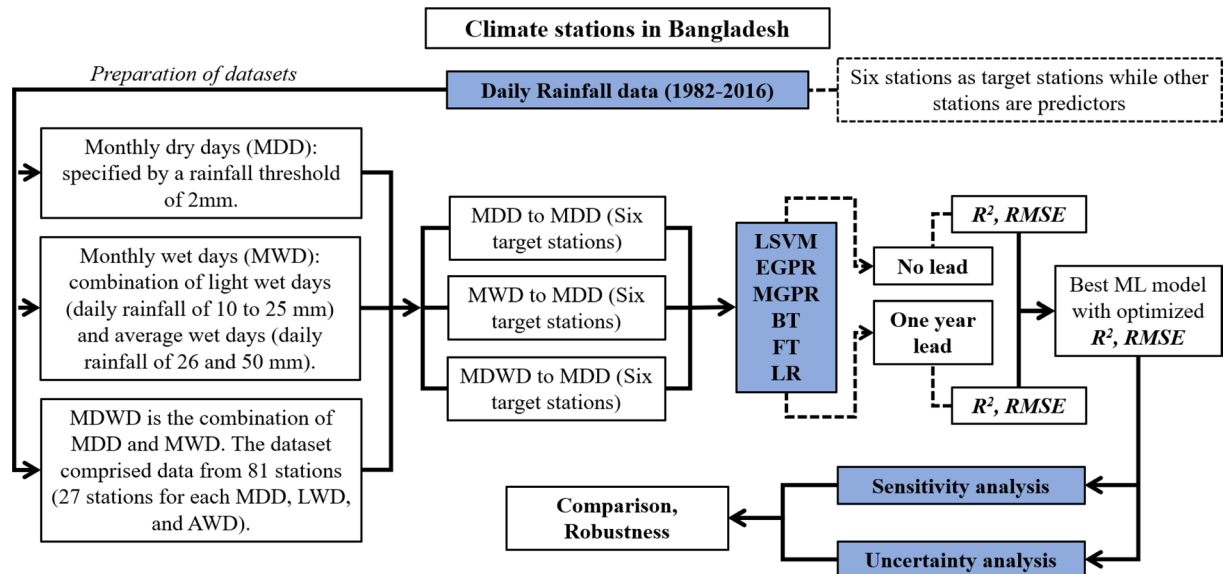 Climate stations in Bangladesh
Preparation of datasets
Daily Rainfall data (1982-2016)
Six stations as target stations while other
stations are predictors
Monthly dry days (MDD):
specified by a rainfall threshold
of 2mm.
Monthly wet days (MWD):
combination of light wet days
(daily rainfall of 10 to 25 mm)
and average wet days (daily
rainfall of 26 and 50 mm).
MDWD is the combination of
MDD and MWD. The dataset
comprised data from 81 stations
(27 stations for each MDD, LWD,
and AWD).
MDD to MDD (Six
target stations)
MWD to MDD (Six
target stations)
MDWD to MDD (Six
target stations)
LSVM
EGPR
MGPR
BT
FT
LR
No lead
One year
lead
R², RMSE
R², RMSE
Best ML model
with optimized
R², RMSE
Sensitivity analysis
Uncertainty analysis
Comparison,
Robustness